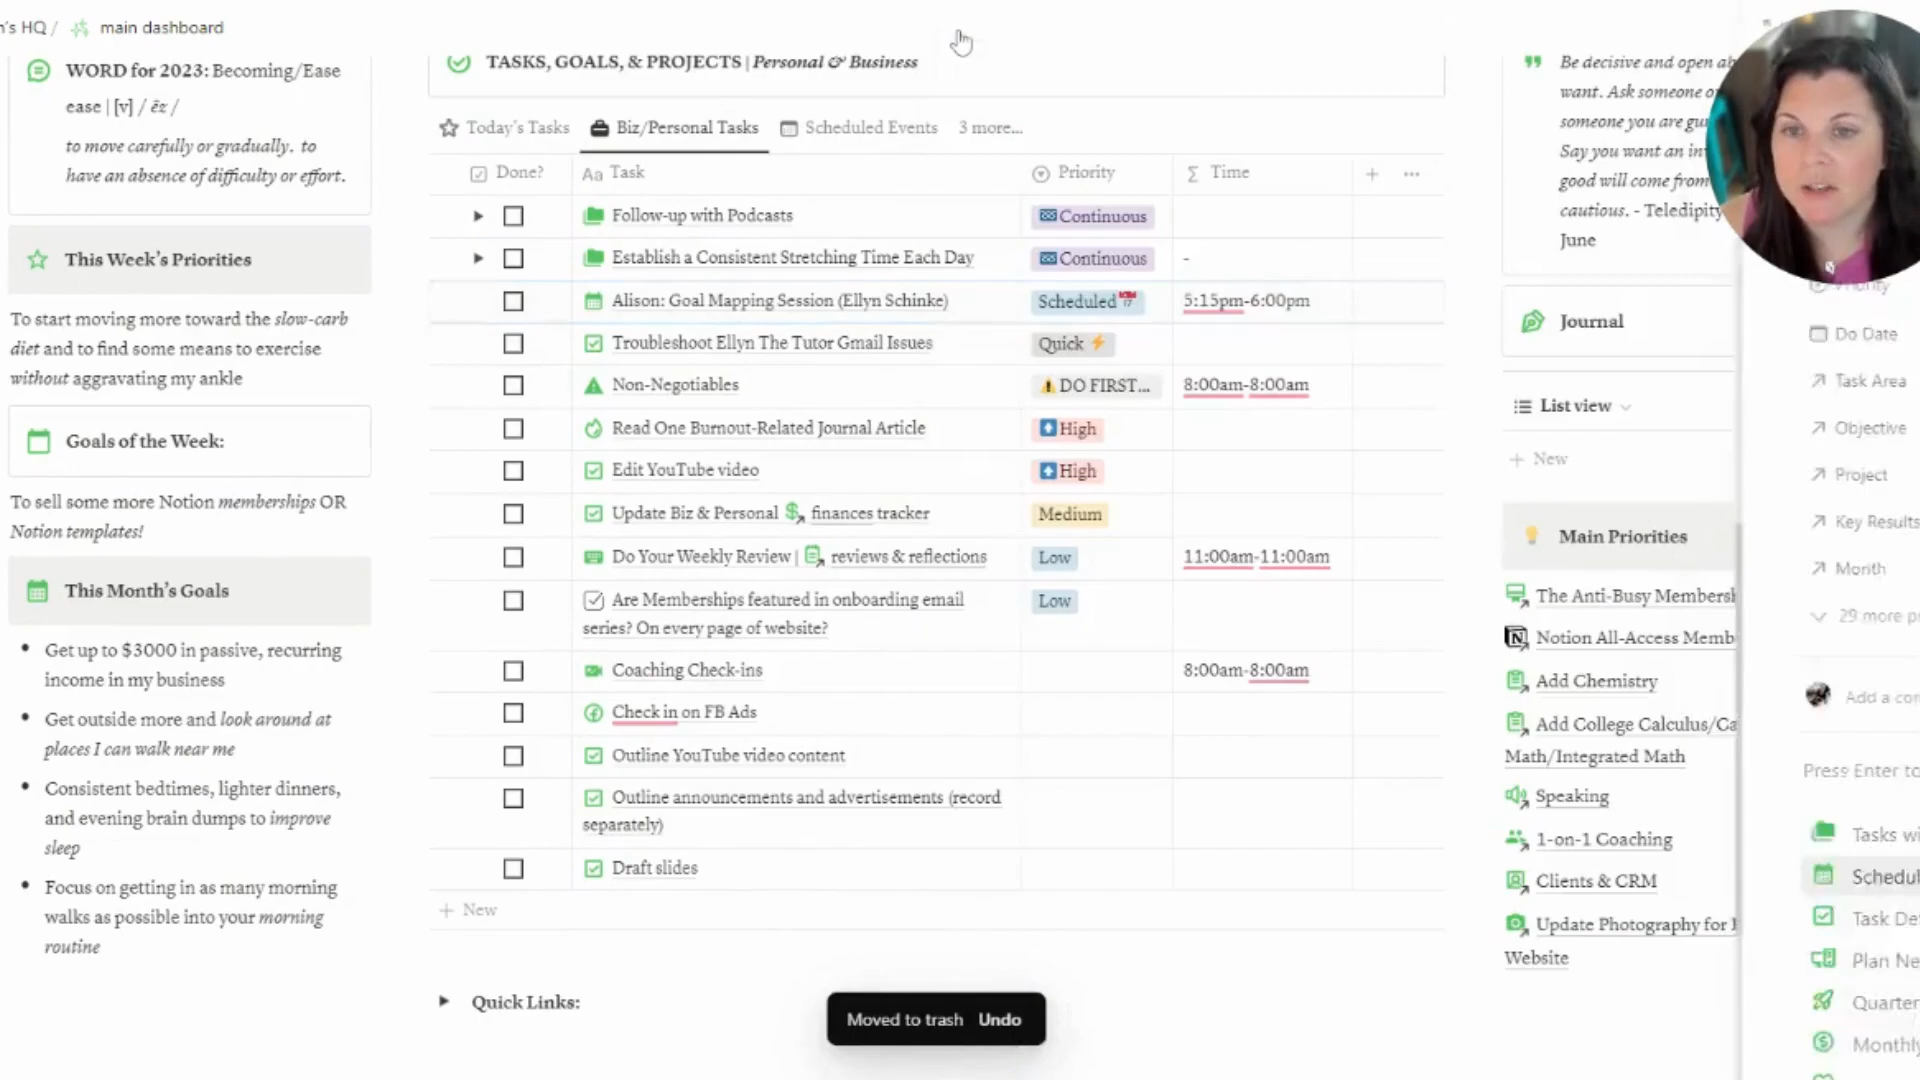 's HQ / main dashboard
WORD for 2023: Becoming/Ease
ease | [v] / ēz /
to move carefully or gradually. to
have an absence of difficulty or effort.
This Week's Priorities
To start moving more toward the slow-carb
diet and to find some means to exercise
without aggravating my ankle
Goals of the Week:
To sell some more Notion memberships OR
Notion templates!
This Month's Goals
• Get up to $3000 in passive, recurring
income in my business
• Get outside more and look around at
places I can walk near me
• Consistent bedtimes, lighter dinners,
and evening brain dumps to improve
sleep
• Focus on getting in as many morning
walks as possible into your morning
routine
TASKS, GOALS, & PROJECTS | Personal & Business
Today's Tasks Biz/Personal Tasks Scheduled Events 3 more...
Done? Aa Task Priority Σ Time + ...
Follow-up with Podcasts Continuous
Establish a Consistent Stretching Time Each Day Continuous -
Alison: Goal Mapping Session (Ellyn Schinke) Scheduled 5:15pm-6:00pm
Troubleshoot Ellyn The Tutor Gmail Issues Quick ⚡
Non-Negotiables DO FIRST... 8:00am-8:00am
Read One Burnout-Related Journal Article High
Edit YouTube video High
Update Biz & Personal finances tracker Medium
Do Your Weekly Review | reviews & reflections Low 11:00am-11:00am
Are Memberships featured in onboarding email Low
series? On every page of website?
Coaching Check-ins 8:00am-8:00am
Check in on FB Ads
Outline YouTube video content
Outline announcements and advertisements (record
separately)
Draft slides
+ New
Quick Links:
Moved to trash Undo
Be decisive and open
want. Ask someone
someone you are
Say you want an
good will come from
cautious. - Teledipity
June
Journal
List view
+ New
Main Priorities
The Anti-Busy
Notion All-Access
Add Chemistry
Add College
Math/Integrated Math
Speaking
1-on-1 Coaching
Clients & CRM
Update Photography for
Website
Priority
Do Date
Task Area
Objective
Project
Key Results
Month
29 more
Add a
Press Enter to
Tasks
Task
Plan